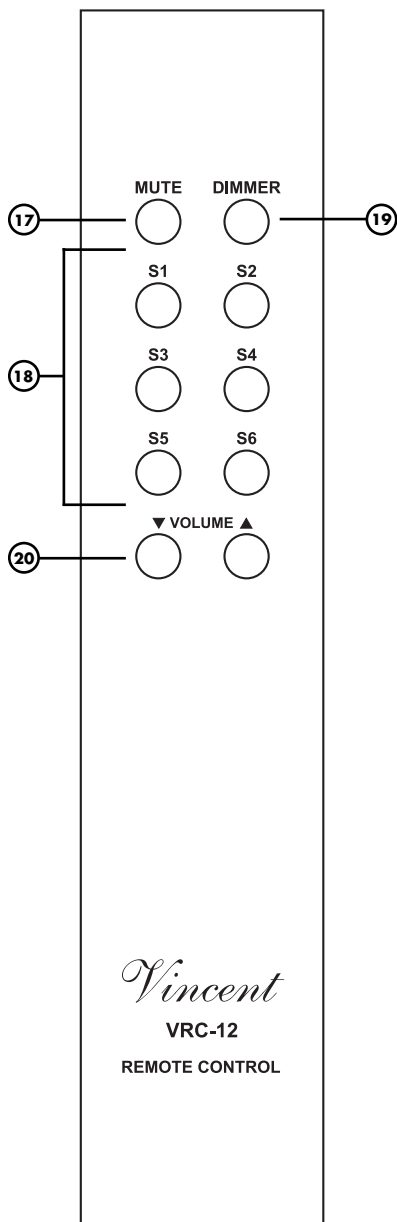 MUTE DIMMER
17 19
S1 S2
S3 S4
18
S5 S6
▼ VOLUME ▲
20
Vincent
VRC-12
REMOTE CONTROL